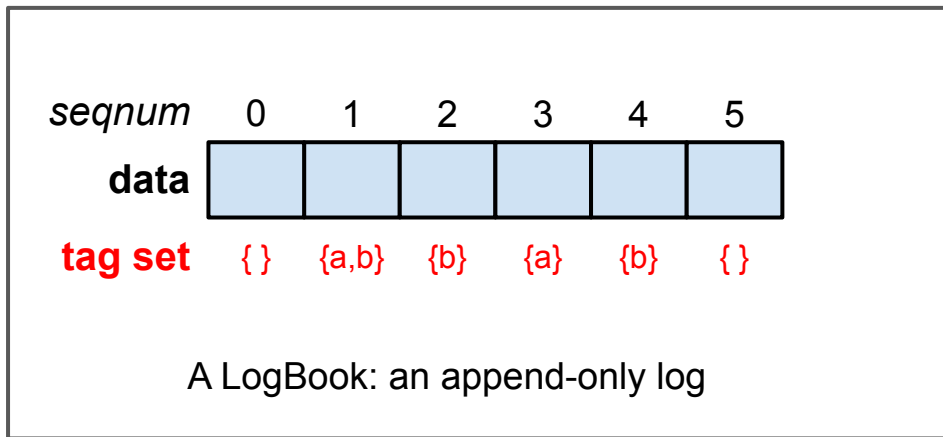 seqnum 0 1 2 3 4 5
data
tag set { } {a,b} {b} {a} {b} { }
A LogBook: an append-only log